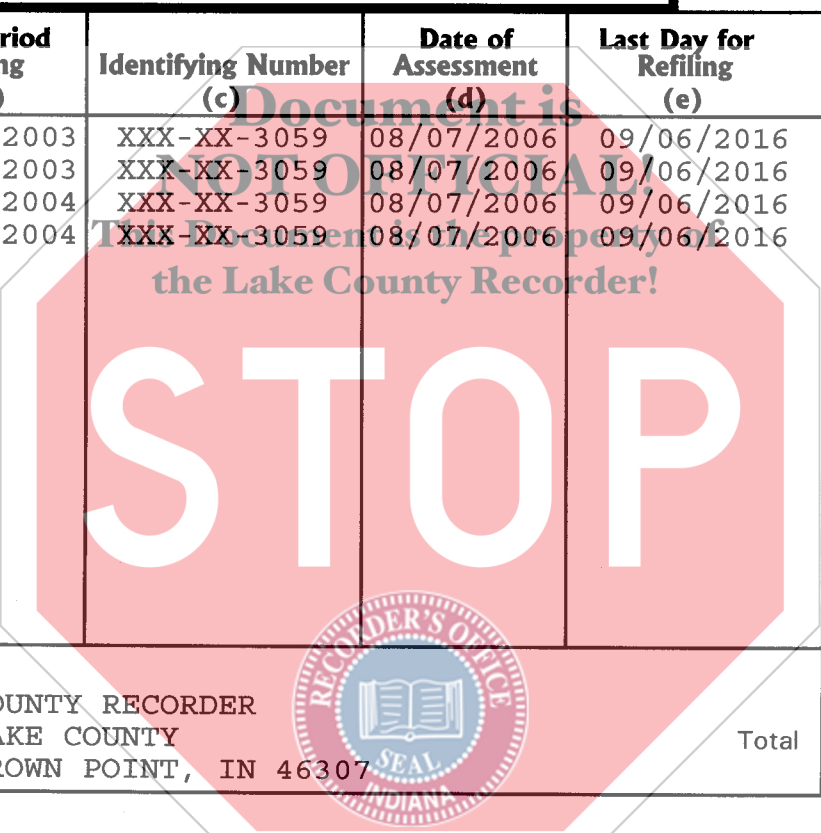 riod Identifying Number Date of Last Day for
ng Assessment Refiling
) (c) (d) (e)
2003 XXX-XX-3059 08/07/2006 09/06/2016
2003 XXX-XX-3059 08/07/2006 09/06/2016
2004 XXX-XX-3059 08/07/2006 09/06/2016
2004 XXX-XX-3059 08/07/2006 09/06/2016
Document is
NOT OFFICIAL!
This Document is the property of
the Lake County Recorder!
STOP
RECORDER'S OFFICE
SEAL
INDIANA
OUNTY RECORDER
AKE COUNTY
ROWN POINT, IN 46307
Total